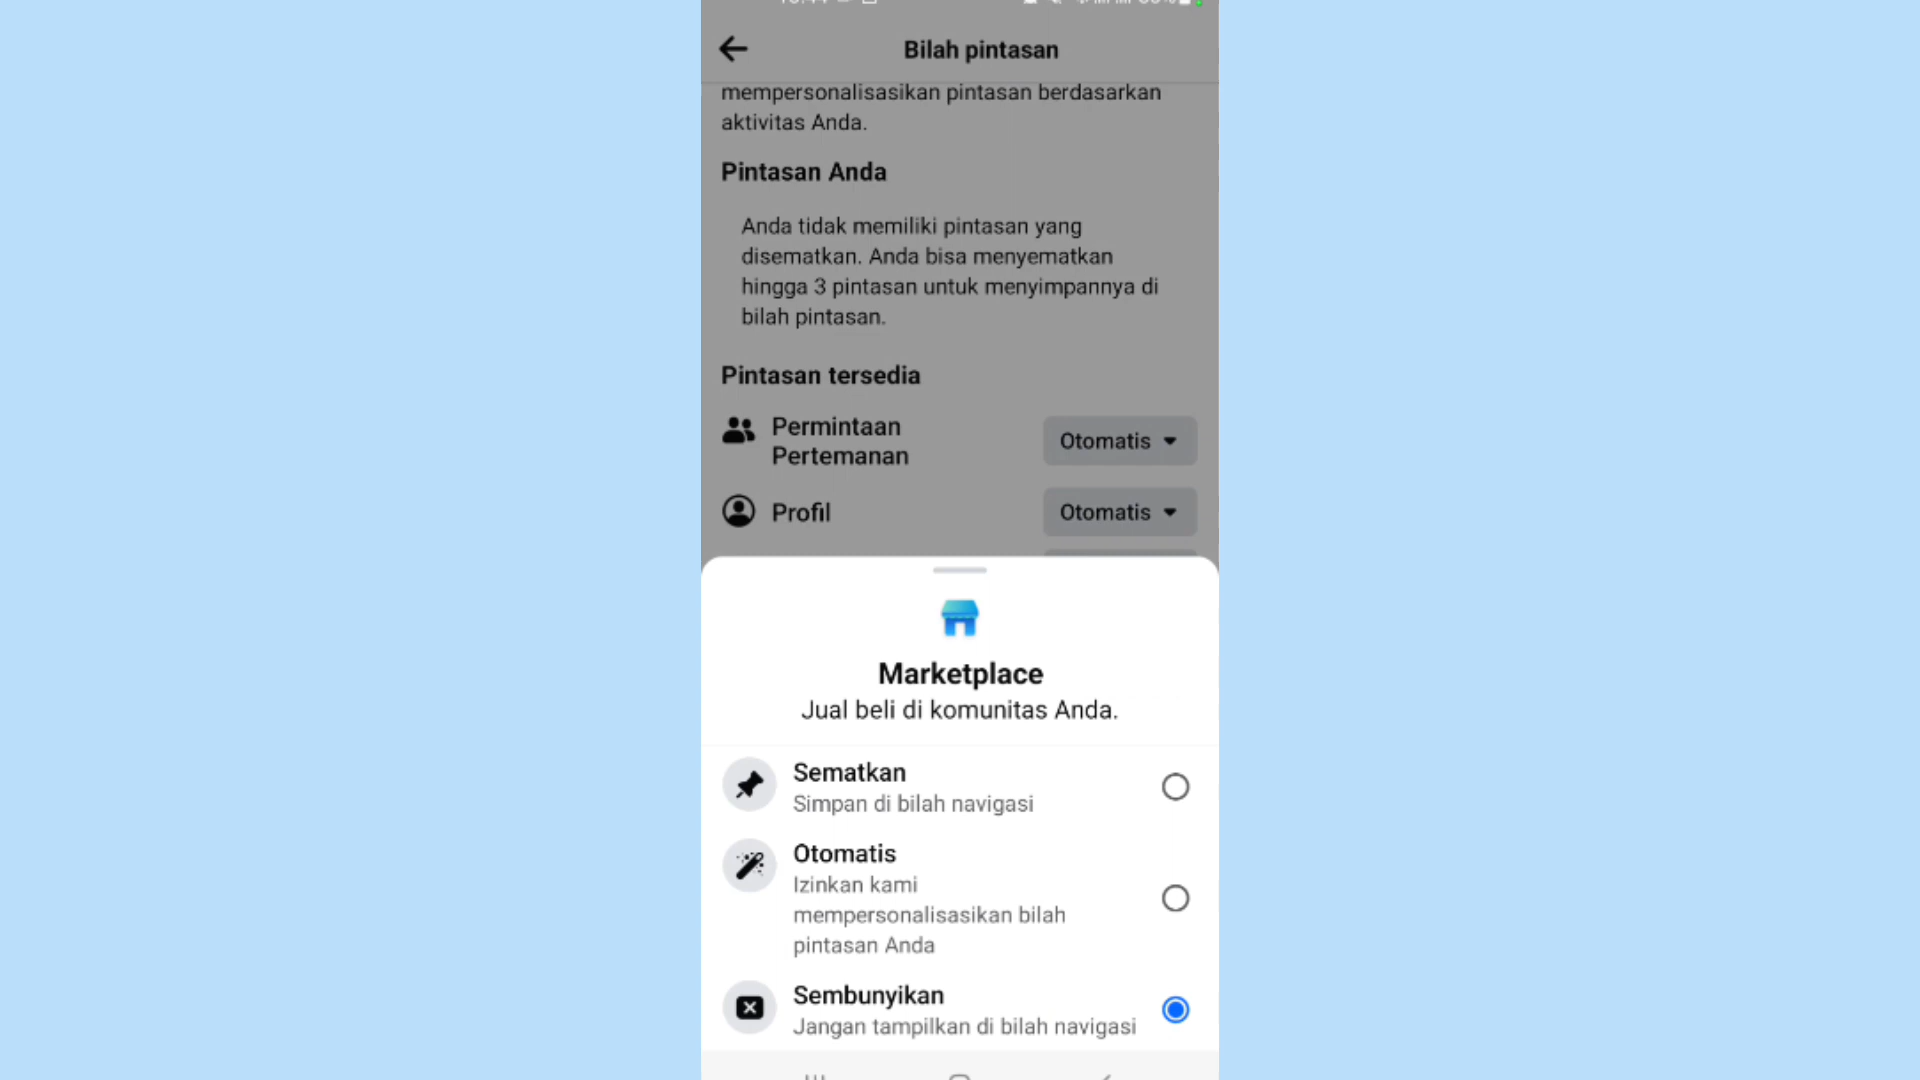 Bilah pintasan
mempersonalisasikan pintasan berdasarkan
aktivitas Anda.
Pintasan Anda
Anda tidak memiliki pintasan yang
disematkan. Anda bisa menyematkan
hingga 3 pintasan untuk menyimpannya di
bilah pintasan.
Pintasan tersedia
Permintaan
Pertemanan
Otomatis
Profil
Otomatis
Marketplace
Jual beli di komunitas Anda.
Sematkan
Simpan di bilah navigasi
Otomatis
Izinkan kami
mempersonalisasikan bilah
pintasan Anda
Sembunyikan
Jangan tampilkan di bilah navigasi